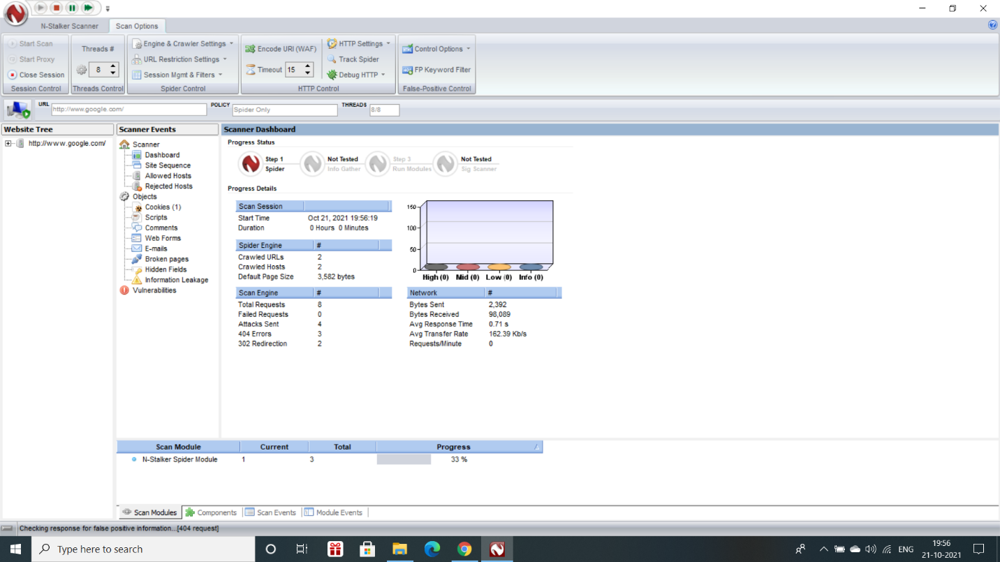 N-Stalker Scanner
Scan Options
Start Scan
Start Proxy
Close Session
Session Control
Threads #
8
Threads Control
Engine & Crawler Settings
URL Restriction Settings
Session Mgmt & Filters
Spider Control
Encode URI (WAF)
Timeout 15
HTTP Settings
Track Spider
Debug HTTP
HTTP Control
Control Options
FP Keyword Filter
False-Positive Control
URL http://www.google.com/ POLICY Spider Only THREADS 8/8
Website Tree
http://www.google.com/
Scanner Events
Scanner
Dashboard
Site Sequence
Allowed Hosts
Rejected Hosts
Objects
Cookies (1)
Scripts
Comments
Web Forms
E-mails
Broken pages
Hidden Fields
Information Leakage
Vulnerabilities
Scanner Dashboard
Progress Status
Step 1
Spider
Not Tested
Info Gather
Step 3
Run Modules
Not Tested
Sig Scanner
Progress Details
Scan Session
Start Time Oct 21, 2021 19:56:19
Duration 0 Hours 0 Minutes
Spider Engine #
Crawled URLs 2
Crawled Hosts 2
Default Page Size 3,582 bytes
Scan Engine #
Total Requests 8
Failed Requests 0
Attacks Sent 4
404 Errors 3
302 Redirection 2
150
100
50
0
High (0) Mid (0) Low (0) Info (0)
Network #
Bytes Sent 2,392
Bytes Received 98,089
Avg Response Time 0.71 s
Avg Transfer Rate 162.39 Kb/s
Requests/Minute 0
Scan Module Current Total Progress
N-Stalker Spider Module 1 3 33 %
Scan Modules Components Scan Events Module Events
Checking response for false positive information...[404 request]
Type here to search
ENG
19:56
21-10-2021